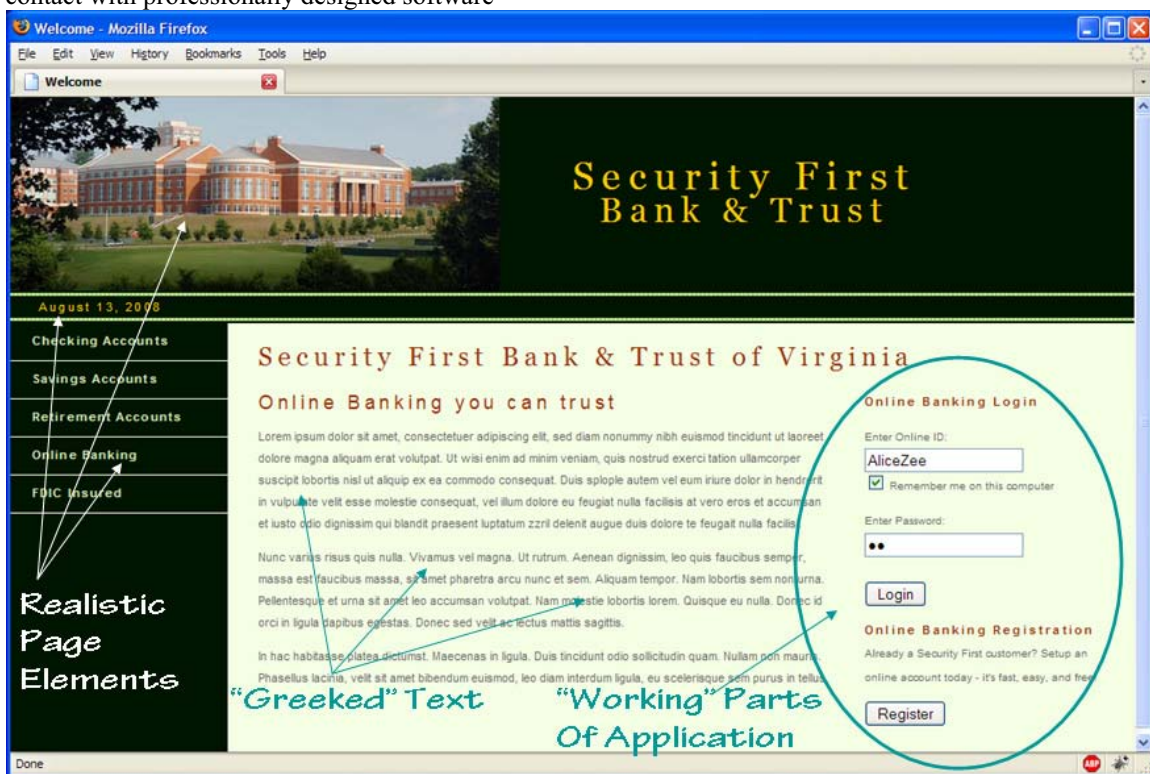 contact with professionally designed software
Welcome - Mozilla Firefox
File Edit View History Bookmarks Tools Help
Welcome
Security First
Bank & Trust
August 13, 2008
Checking Accounts
Savings Accounts
Retirement Accounts
Online Banking
FDIC Insured
Realistic
Page
Elements
Security First Bank & Trust of Virginia
Online Banking you can trust
Lorem ipsum dolor sit amet, consectetuer adipiscing elit, sed diam nonummy nibh euismod tincidunt ut laoreet
dolore magna aliquam erat volutpat. Ut wisi enim ad minim veniam, quis nostrud exerci tation ullamcorper
suscipit lobortis nisl ut aliquip ex ea commodo consequat. Duis splople autem vel eum iriure dolor in hendrerit
in vulputate velit esse molestie consequat, vel illum dolore eu feugiat nulla facilisis at vero eros et accumsan
et iusto odio dignissim qui blandit praesent luptatum zzril delenit augue duis dolore te feugait nulla facilisi
Nunc varius risus quis nulla. Vivamus vel magna. Ut rutrum. Aenean dignissim, leo quis faucibus semper,
massa est faucibus massa, sit amet pharetra arcu nunc et sem. Aliquam tempor. Nam lobortis sem non urna.
Pellentesque et urna sit amet leo accumsan volutpat. Nam molestie lobortis lorem. Quisque eu nulla. Donec id
orci in ligula dapibus egestas. Donec sed velit ac lectus mattis sagittis.
In hac habitasse platea dictumst. Maecenas in ligula. Duis tincidunt odio sollicitudin quam. Nullam non mauris.
Phasellus lacinia, velit sit amet bibendum euismod, leo diam interdum ligula, eu scelerisque sem purus in tellus
"Greeked" Text
"Working" Parts
Of Application
Online Banking Login
Enter Online ID:
AliceZee
Remember me on this computer
Enter Password:
Login
Online Banking Registration
Already a Security First customer? Setup an
online account today - it's fast, easy, and free
Register
Done
ABP